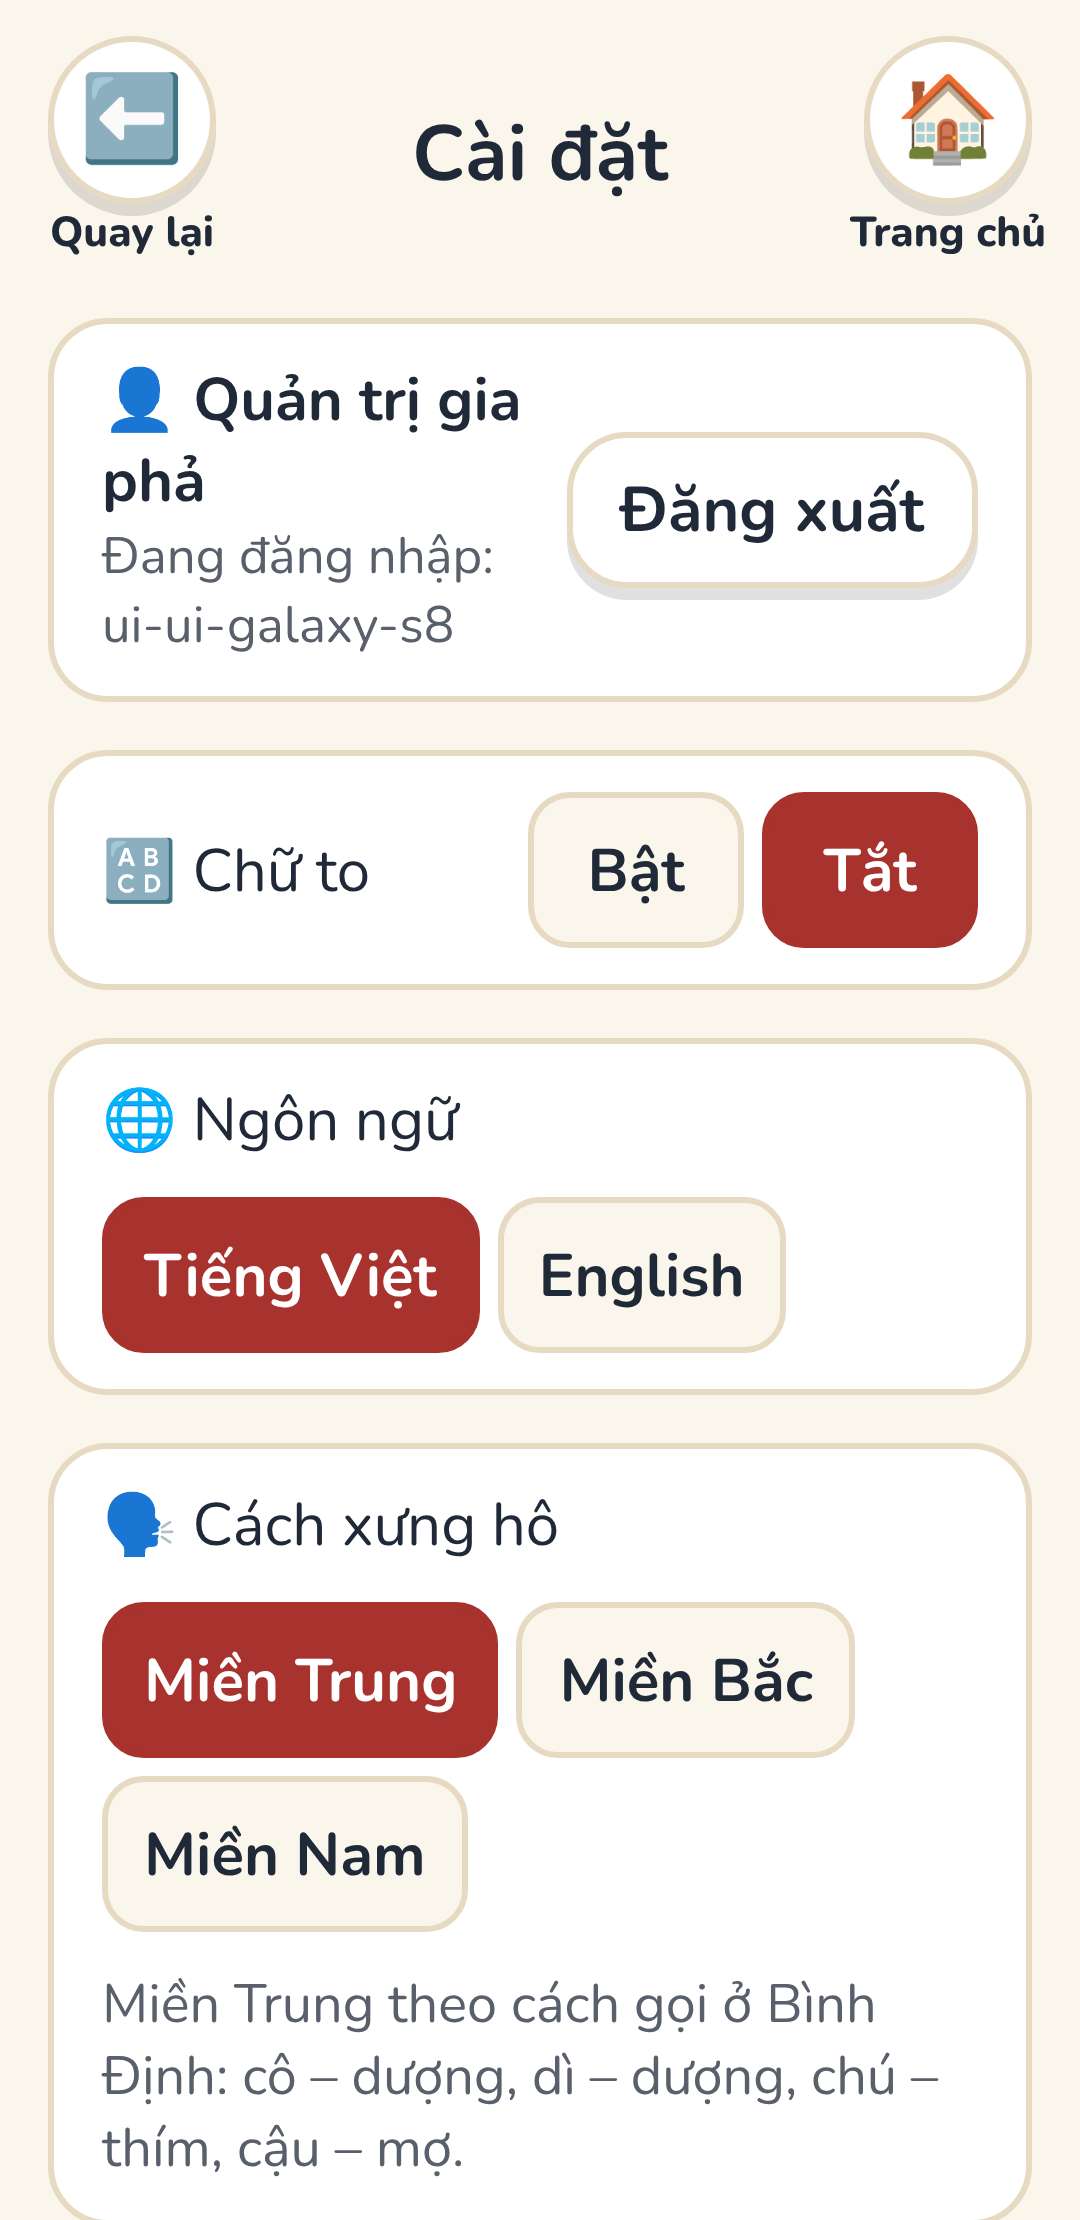 Cài đặt
Quay lại
Trang chủ
Quản trị gia
phả
Đang đăng nhập:
ui-ui-galaxy-s8
Đăng xuất
Chữ to
Bật
Tắt
Ngôn ngữ
Tiếng Việt
English
Cách xưng hô
Miền Trung
Miền Bắc
Miền Nam
Miền Trung theo cách gọi ở Bình
Định: cô – dượng, dì – dượng, chú –
thím, cậu – mợ.